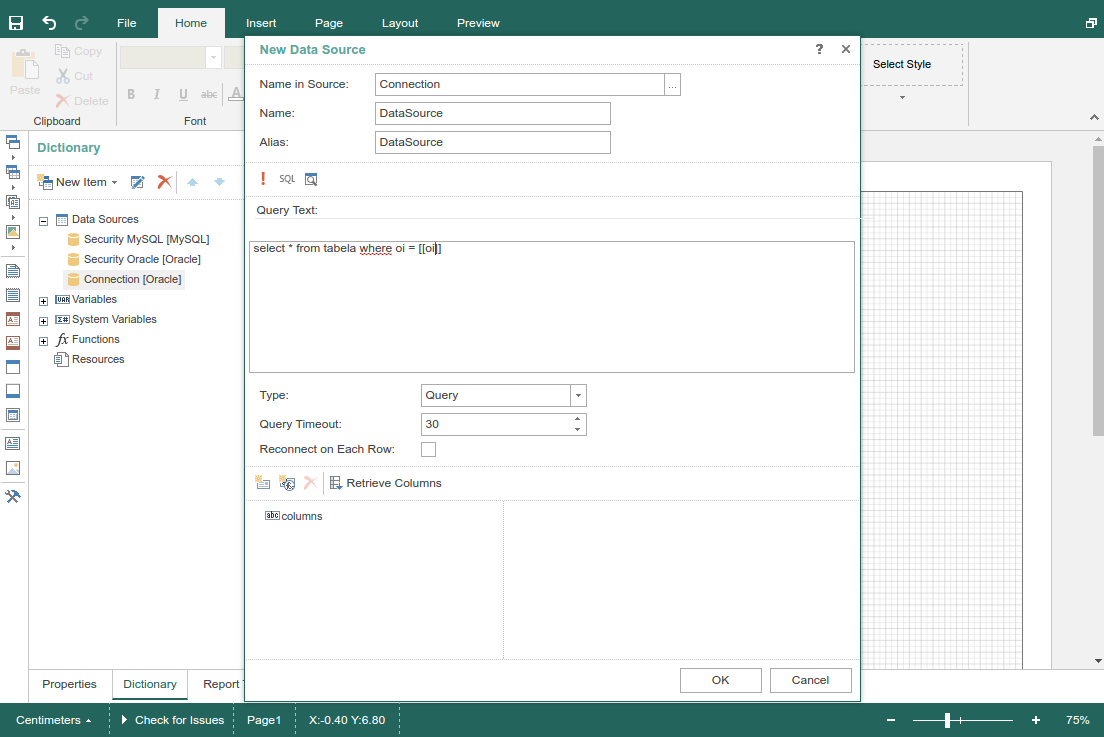 File Home Insert Page Layout Preview
Paste
Copy
Cut
Delete
Clipboard
B I U abc A
Font
Select Style
Dictionary
New Item
Data Sources
Security MySQL [MySQL]
Security Oracle [Oracle]
Connection [Oracle]
Variables
System Variables
fx Functions
Resources
New Data Source ? ×
Name in Source: Connection ...
Name: DataSource
Alias: DataSource
! SQL
Query Text:
select * from tabela where oi = [[oi]]
Type: Query
Query Timeout: 30
Reconnect on Each Row:
Retrieve Columns
abc columns
OK Cancel
Properties Dictionary Report
Centimeters Check for Issues Page1 X:-0.40 Y:6.80 75%